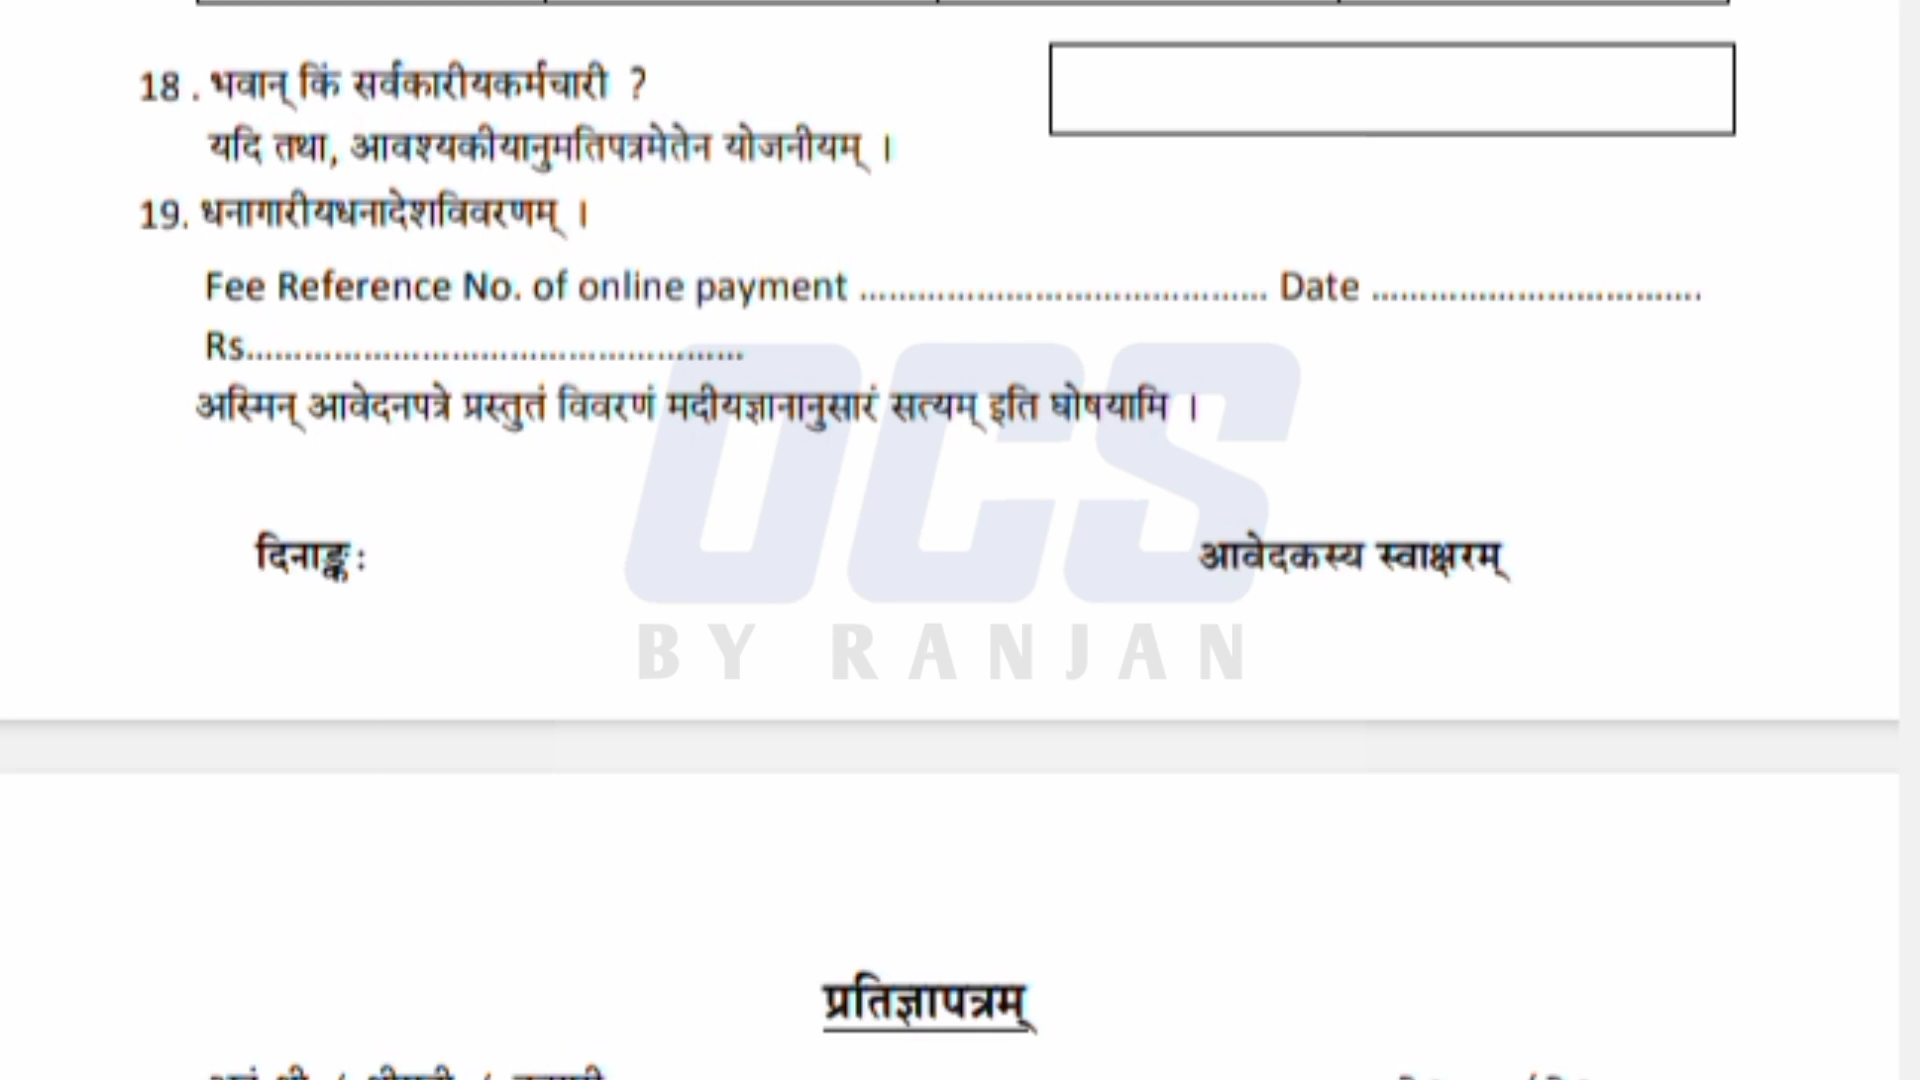 18 . भवान् किं सर्वकारीयकर्मचारी ?
यदि तथा, आवश्यकीयानुमतिपत्रमेतेन योजनीयम् ।
19. धनागारीयधनादेशविवरणम् ।
Fee Reference No. of online payment ............................................ Date ...................................
Rs.....................................................
अस्मिन् आवेदनपत्रे प्रस्तुतं विवरणं मदीयज्ञानानुसारं सत्यम् इति घोषयामि ।
दिनाङ्कः
आवेदकस्य स्वाक्षरम्
OCS
BY RANJAN
प्रतिज्ञापत्रम्